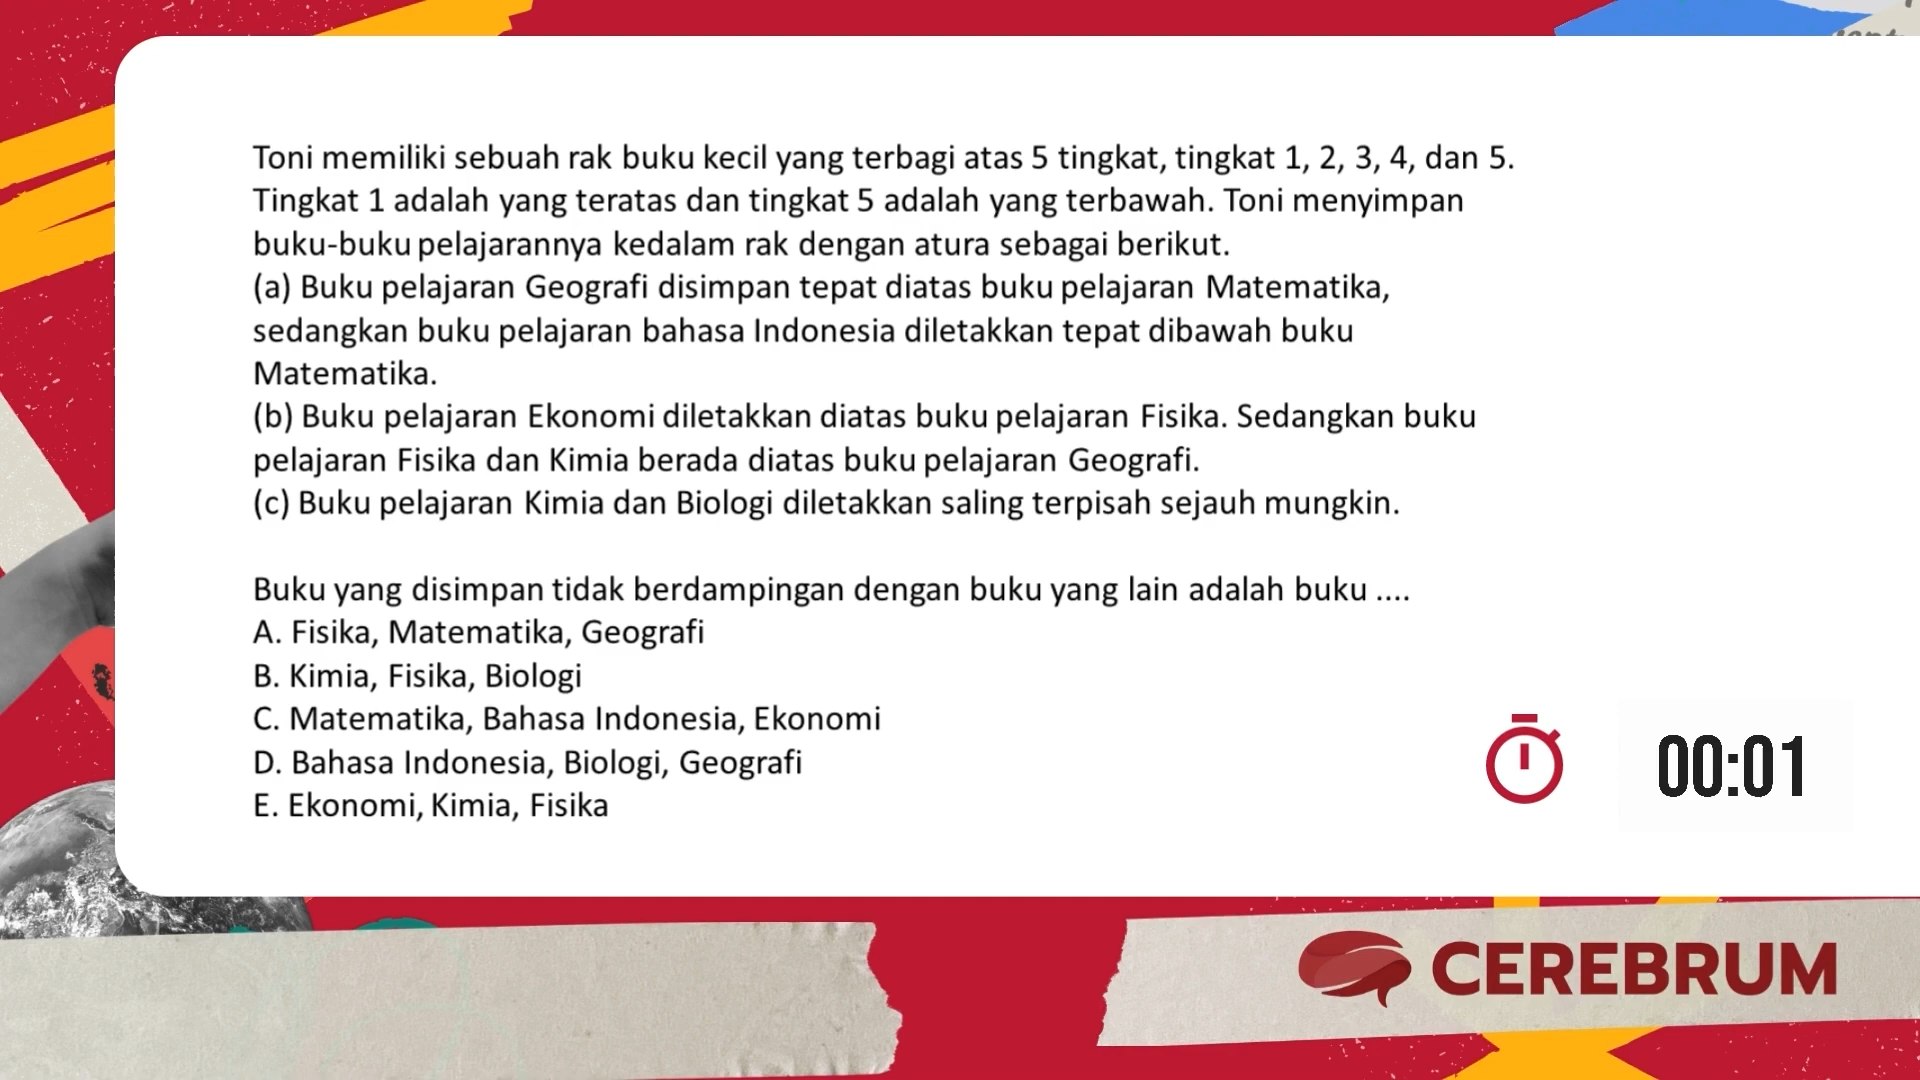 Toni memiliki sebuah rak buku kecil yang terbagi atas 5 tingkat, tingkat 1, 2, 3, 4, dan 5.
Tingkat 1 adalah yang teratas dan tingkat 5 adalah yang terbawah. Toni menyimpan
buku-buku pelajarannya kedalam rak dengan atura sebagai berikut.
(a) Buku pelajaran Geografi disimpan tepat diatas buku pelajaran Matematika,
sedangkan buku pelajaran bahasa Indonesia diletakkan tepat dibawah buku
Matematika.
(b) Buku pelajaran Ekonomi diletakkan diatas buku pelajaran Fisika. Sedangkan buku
pelajaran Fisika dan Kimia berada diatas buku pelajaran Geografi.
(c) Buku pelajaran Kimia dan Biologi diletakkan saling terpisah sejauh mungkin.
Buku yang disimpan tidak berdampingan dengan buku yang lain adalah buku ....
A. Fisika, Matematika, Geografi
B. Kimia, Fisika, Biologi
C. Matematika, Bahasa Indonesia, Ekonomi
D. Bahasa Indonesia, Biologi, Geografi
E. Ekonomi, Kimia, Fisika
00:01
CEREBRUM